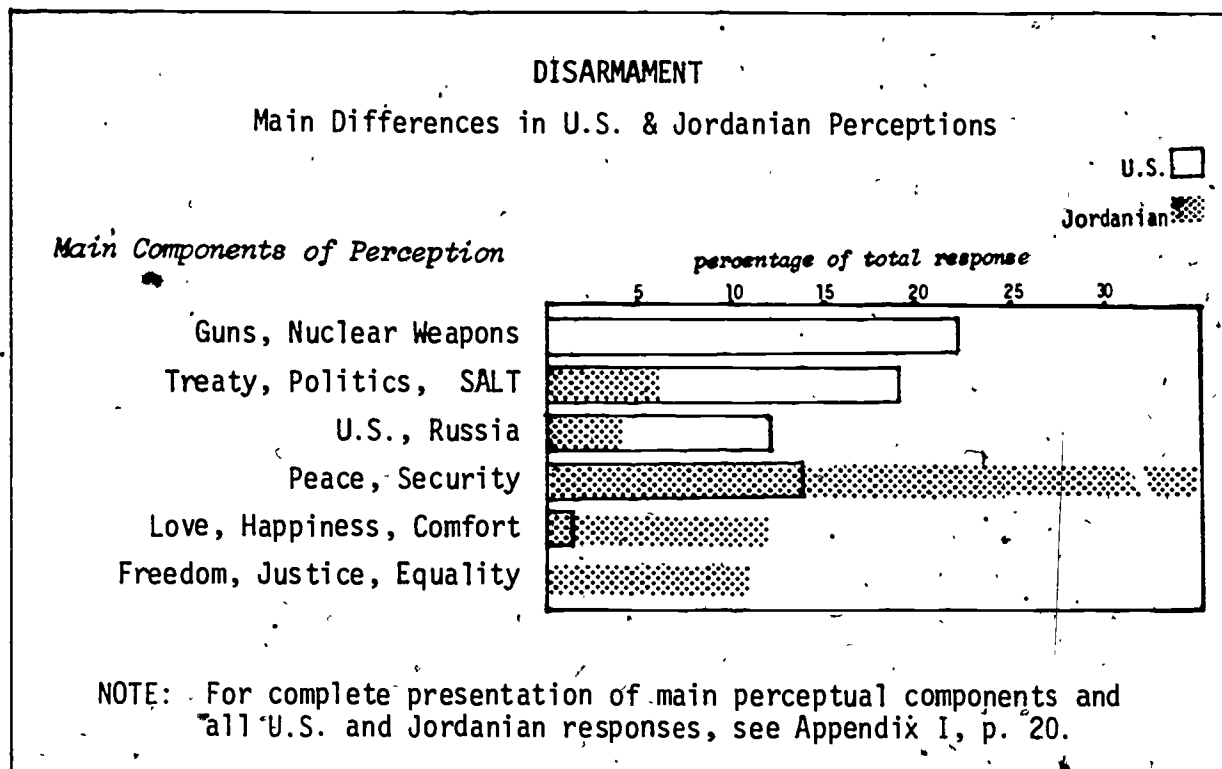 DISARMAMENT
Main Differences in U.S. & Jordanian Perceptions
U.S.
Jordanian
Main Components of Perception
percentage of total response
5 10 15 20 25 30
Guns, Nuclear Weapons
Treaty, Politics, SALT
U.S., Russia
Peace, Security
Love, Happiness, Comfort
Freedom, Justice, Equality
NOTE: For complete presentation of main perceptual components and
all U.S. and Jordanian responses, see Appendix I, p. 20.